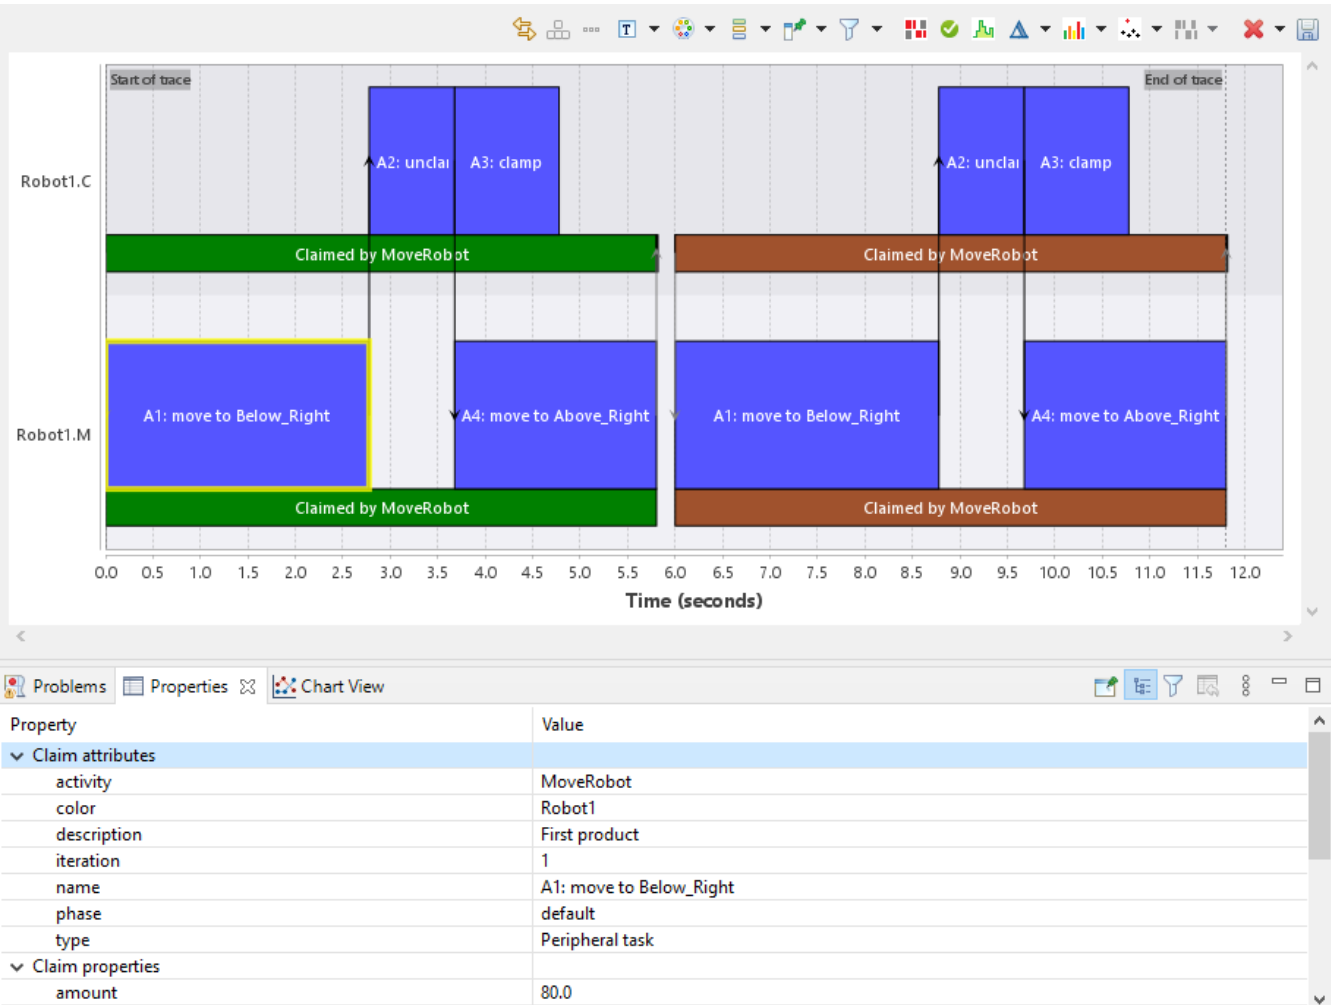 Start of trace
End of trace
A2: unclar
A3: clamp
A2: unclar
A3: clamp
Robot1.C
Claimed by MoveRobot
Claimed by MoveRobot
A1: move to Below_Right
A4: move to Above_Right
A1: move to Below_Right
A4: move to Above_Right
Robot1.M
Claimed by MoveRobot
Claimed by MoveRobot
0.0 0.5 1.0 1.5 2.0 2.5 3.0 3.5 4.0 4.5 5.0 5.5 6.0 6.5 7.0 7.5 8.0 8.5 9.0 9.5 10.0 10.5 11.0 11.5 12.0
Time (seconds)
Problems Properties Chart View
Property Value
Claim attributes
activity MoveRobot
color Robot1
description First product
iteration 1
name A1: move to Below_Right
phase default
type Peripheral task
Claim properties
amount 80.0